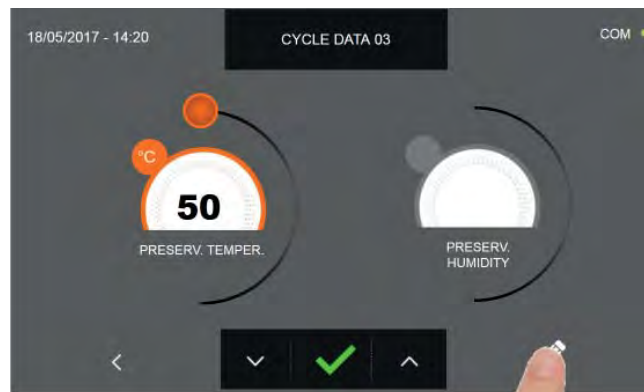 18/05/2017 - 14:20
CYCLE DATA 03
COM
°C
50
PRESERV. TEMPER.
PRESERV.
HUMIDITY